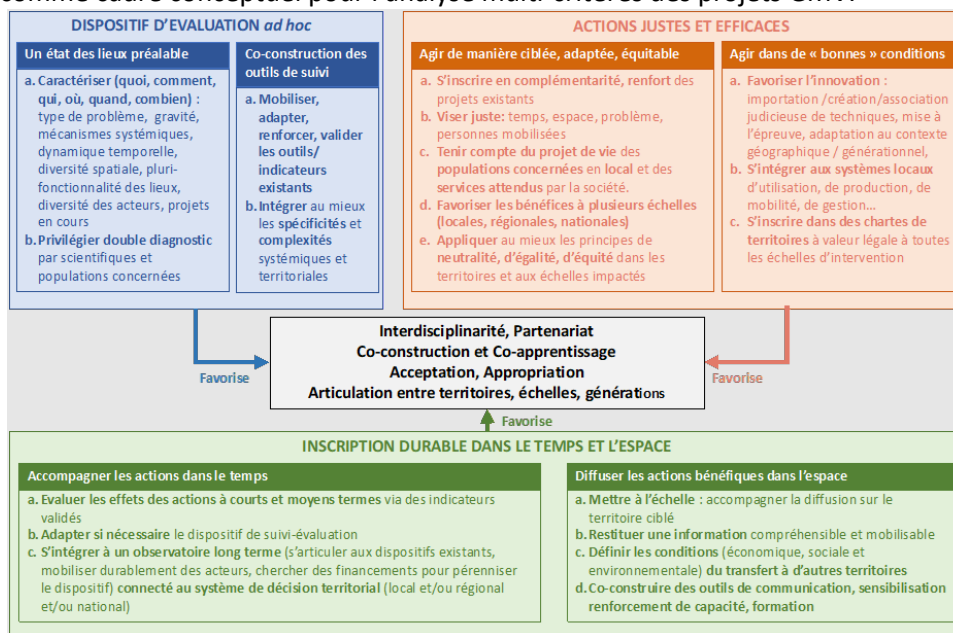 DISPOSITIF D'EVALUATION ad hoc
Un état des lieux préalable
a. Caractériser (quoi, comment,
qui, où, quand, combien) :
type de problème, gravité,
mécanismes systémiques,
dynamique temporelle,
diversité spatiale, pluri-
fonctionnalité des lieux,
diversité des acteurs, projets
en cours
b. Privilégier double diagnostic
par scientifiques et
populations concernées
Co-construction des
outils de suivi
a. Mobiliser,
adapter,
renforcer, valider
les outils/
indicateurs
existants
b. Intégrer au mieux
les spécificités et
complexités
systémiques et
territoriales
ACTIONS JUSTES ET EFFICACES
Agir de manière ciblée, adaptée, équitable
a. S'inscrire en complémentarité, renfort des
projets existants
b. Viser juste: temps, espace, problème,
personnes mobilisées
c. Tenir compte du projet de vie des
populations concernées en local et des
services attendus par la société.
d. Favoriser les bénéfices à plusieurs échelles
(locales, régionales, nationales)
e. Appliquer au mieux les principes de
neutralité, d'égalité, d'équité dans les
territoires et aux échelles impactés
Agir dans de « bonnes » conditions
a. Favoriser l'innovation :
importation /création/association
judicieuse de techniques, mise à
l'épreuve, adaptation au contexte
géographique / générationnel,
b. S'intégrer aux systèmes locaux
d'utilisation, de production, de
mobilité, de gestion...
c. S'inscrire dans des chartes de
territoires à valeur légale à toutes
les échelles d'intervention
Favorise
Interdisciplinarité, Partenariat
Co-construction et Co-apprentissage
Acceptation, Appropriation
Articulation entre territoires, échelles, générations
Favorise
Favorise
INSCRIPTION DURABLE DANS LE TEMPS ET L'ESPACE
Accompagner les actions dans le temps
a. Evaluer les effets des actions à courts et moyens termes via des indicateurs
validés
b. Adapter si nécessaire le dispositif de suivi-évaluation
c. S'intégrer à un observatoire long terme (s'articuler aux dispositifs existants,
mobiliser durablement des acteurs, chercher des financements pour pérenniser
le dispositif) connecté au système de décision territorial (local et/ou régional
et/ou national)
Diffuser les actions bénéfiques dans l'espace
a. Mettre à l'échelle : accompagner la diffusion sur le
territoire ciblé
b. Restituer une information compréhensible et mobilisable
c. Définir les conditions (économique, sociale et
environnementale) du transfert à d'autres territoires
d. Co-construire des outils de communication, sensibilisation
renforcement de capacité, formation